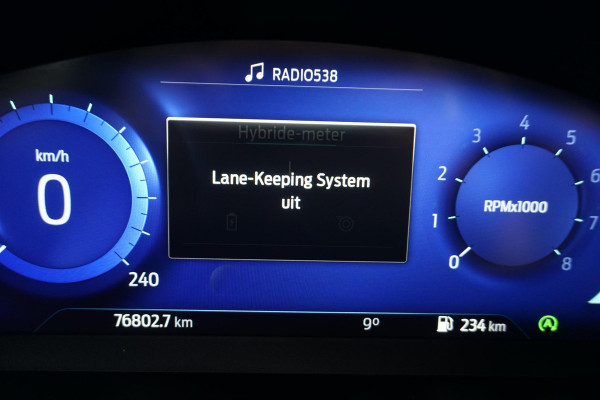 RADIO538
Hybride-meter
Lane-Keeping System
uit
km/h
0
240
0
1
2
3
4
5
6
7
8
RPMx1000
76802.7 km
9º
234 km
A